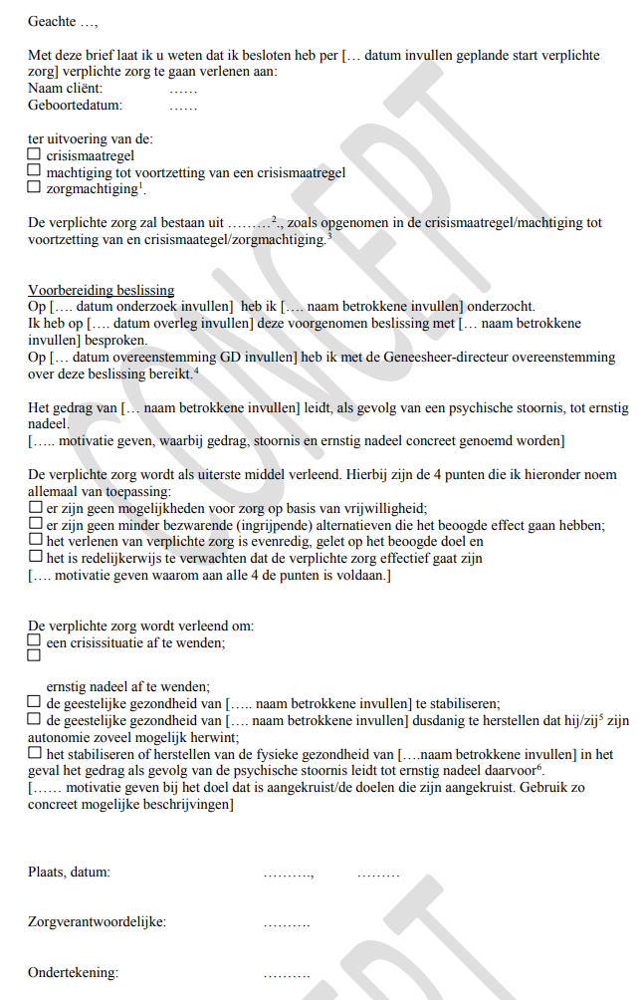 Geachte …,
Met deze brief laat ik u weten dat ik besloten heb per [… datum invullen geplande start verplichte
zorg] verplichte zorg te gaan verlenen aan:
Naam cliënt: ……
Geboortedatum: ……
ter uitvoering van de:
☐ crisismaatregel
☐ machtiging tot voortzetting van een crisismaatregel
☐ zorgmachtiging¹.
De verplichte zorg zal bestaan uit ………²., zoals opgenomen in de crisismaatregel/machtiging tot
voortzetting van en crisismaategel/zorgmachtiging.³
Voorbereiding beslissing
Op […. datum onderzoek invullen] heb ik […. naam betrokkene invullen] onderzocht.
Ik heb op […. datum overleg invullen] deze voorgenomen beslissing met [… naam betrokkene
invullen] besproken.
Op [… datum overeenstemming GD invullen] heb ik met de Geneesheer-directeur overeenstemming
over deze beslissing bereikt.⁴
Het gedrag van [… naam betrokkene invullen] leidt, als gevolg van een psychische stoornis, tot ernstig
nadeel.
[….. motivatie geven, waarbij gedrag, stoornis en ernstig nadeel concreet genoemd worden]
De verplichte zorg wordt als uiterste middel verleend. Hierbij zijn de 4 punten die ik hieronder noem
allemaal van toepassing:
☐ er zijn geen mogelijkheden voor zorg op basis van vrijwilligheid;
☐ er zijn geen minder bezwarende (ingrijpende) alternatieven die het beoogde effect gaan hebben;
☐ het verlenen van verplichte zorg is evenredig, gelet op het beoogde doel en
☐ het is redelijkerwijs te verwachten dat de verplichte zorg effectief gaat zijn
[…. motivatie geven waarom aan alle 4 de punten is voldaan.]
De verplichte zorg wordt verleend om:
☐ een crisissituatie af te wenden;
☐
ernstig nadeel af te wenden;
☐ de geestelijke gezondheid van [….. naam betrokkene invullen] te stabiliseren;
☐ de geestelijke gezondheid van […. naam betrokkene invullen] dusdanig te herstellen dat hij/zij⁵ zijn
autonomie zoveel mogelijk herwint;
☐ het stabiliseren of herstellen van de fysieke gezondheid van [….naam betrokkene invullen] in het
geval het gedrag als gevolg van de psychische stoornis leidt tot ernstig nadeel daarvoor⁶.
[…… motivatie geven bij het doel dat is aangekruist/de doelen die zijn aangekruist. Gebruik zo
concreet mogelijke beschrijvingen]
Plaats, datum: ………., ………
Zorgverantwoordelijke: ……….
Ondertekening: ……….
CONCEPT